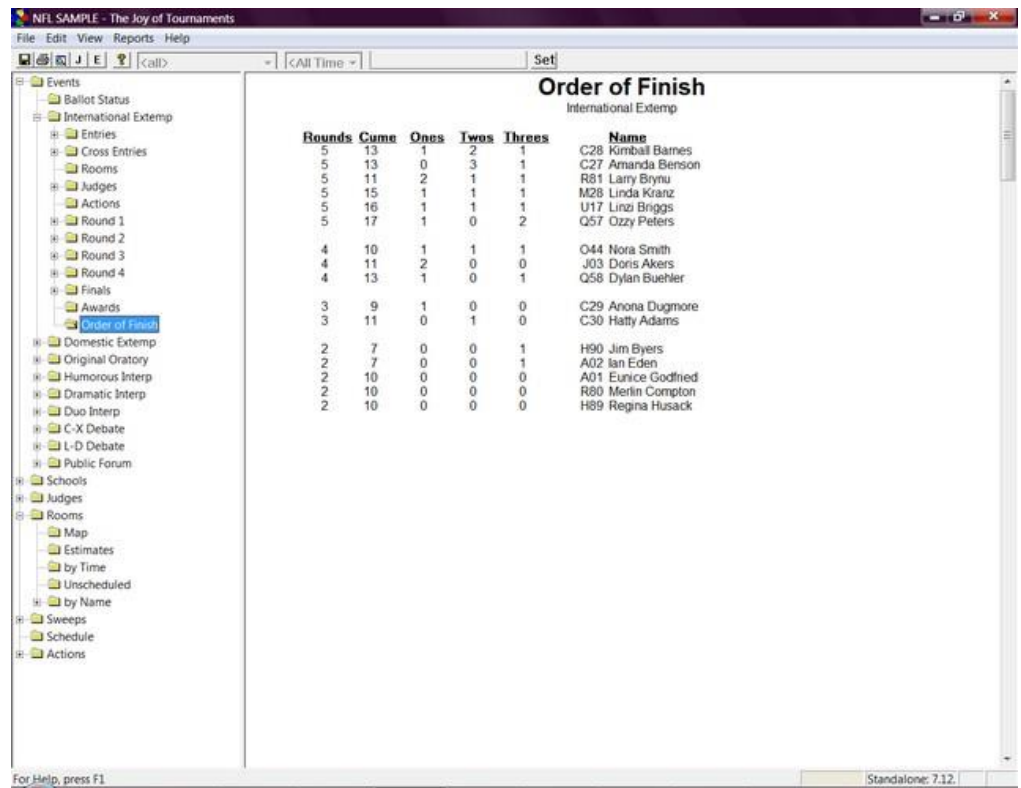 NFL SAMPLE - The Joy of Tournaments
File Edit View Reports Help
J E ? <all> <All Time Set
Events
Ballot Status
International Extemp
Entries
Cross Entries
Rooms
Judges
Actions
Round 1
Round 2
Round 3
Round 4
Finals
Awards
Order of Finish
Domestic Extemp
Original Oratory
Humorous Interp
Dramatic Interp
Duo Interp
C-X Debate
L-D Debate
Public Forum
Schools
Judges
Rooms
Map
Estimates
by Time
Unscheduled
by Name
Sweeps
Schedule
Actions
Order of Finish
International Extemp
Rounds Cume Ones Twos Threes Name
5 13 1 2 1 C28 Kimball Barnes
5 13 0 3 1 C27 Amanda Benson
5 11 2 1 1 R81 Larry Brynu
5 15 1 1 1 M28 Linda Kranz
5 16 1 1 1 U17 Linzi Briggs
5 17 1 0 2 Q57 Ozzy Peters
4 10 1 1 1 O44 Nora Smith
4 11 2 0 0 J03 Doris Akers
4 13 1 0 1 Q58 Dylan Buehler
3 9 1 0 0 C29 Anona Dugmore
3 11 0 1 0 C30 Hatty Adams
2 7 0 0 1 H90 Jim Byers
2 7 0 0 1 A02 Ian Eden
2 10 0 0 0 A01 Eunice Godfried
2 10 0 0 0 R80 Merlin Compton
2 10 0 0 0 H89 Regina Husack
For Help, press F1
Standalone: 7.12.